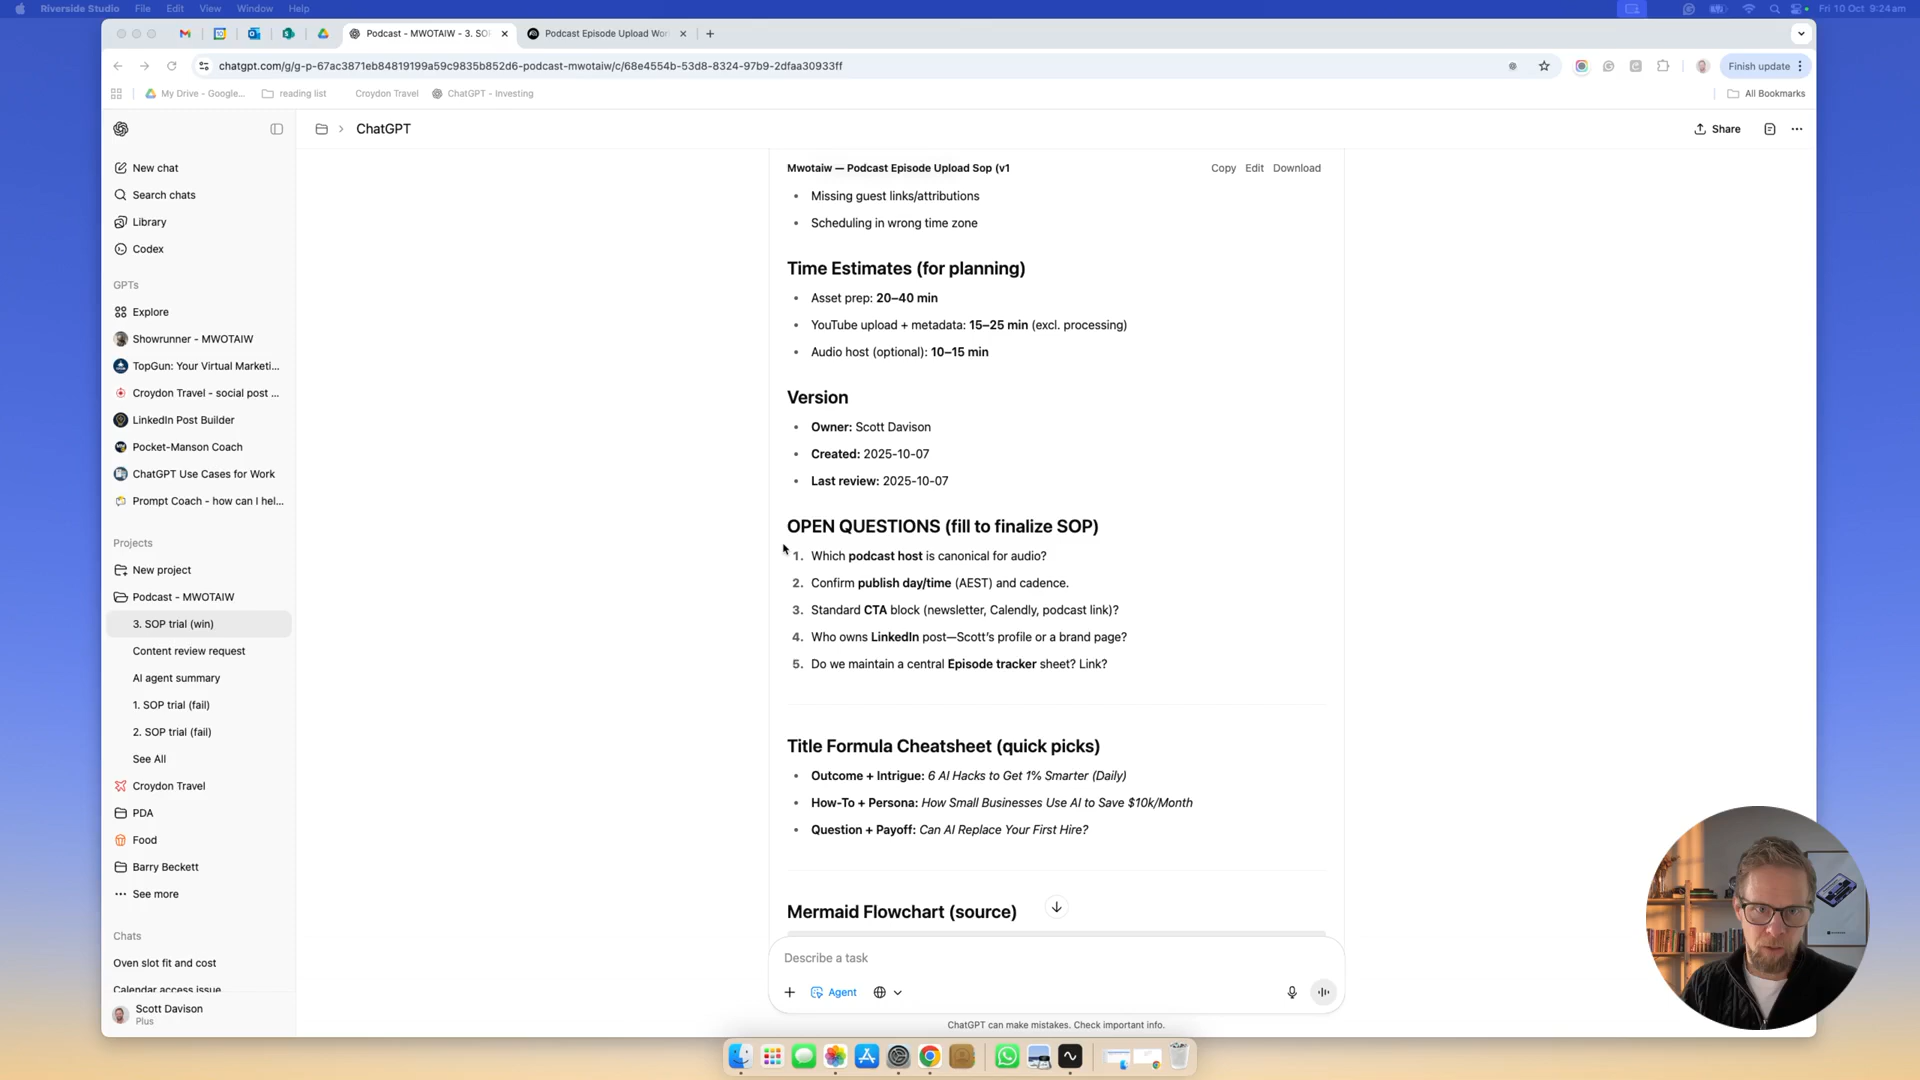 Riverside Studio File Edit View Window Help
Fri 10 Oct 9:24am
Podcast - MWOTAIW - 3. SO
Podcast Episode Upload Wor
chatgpt.com/g/g-p-67ac3871eb84819199a59c9835b852d6-podcast-mwotaiw/c/68e4554b-53d8-8324-97b9-2dfaa30933ff
Finish update
My Drive - Google...
reading list
Croydon Travel
ChatGPT - Investing
All Bookmarks
ChatGPT
Share
New chat
Search chats
Library
Codex
GPTs
Explore
Showrunner - MWOTAIW
TopGun: Your Virtual Marketi...
Croydon Travel - social post ...
LinkedIn Post Builder
Pocket-Manson Coach
ChatGPT Use Cases for Work
Prompt Coach - how can I hel...
Projects
New project
Podcast - MWOTAIW
3. SOP trial (win)
Content review request
AI agent summary
1. SOP trial (fail)
2. SOP trial (fail)
See All
Croydon Travel
PDA
Food
Barry Beckett
See more
Chats
Oven slot fit and cost
Calendar access issue
Scott Davison
Plus
Mwotaiw — Podcast Episode Upload Sop (v1
Copy Edit Download
• Missing guest links/attributions
• Scheduling in wrong time zone
Time Estimates (for planning)
• Asset prep: 20–40 min
• YouTube upload + metadata: 15–25 min (excl. processing)
• Audio host (optional): 10–15 min
Version
• Owner: Scott Davison
• Created: 2025-10-07
• Last review: 2025-10-07
OPEN QUESTIONS (fill to finalize SOP)
1. Which podcast host is canonical for audio?
2. Confirm publish day/time (AEST) and cadence.
3. Standard CTA block (newsletter, Calendly, podcast link)?
4. Who owns LinkedIn post—Scott's profile or a brand page?
5. Do we maintain a central Episode tracker sheet? Link?
Title Formula Cheatsheet (quick picks)
• Outcome + Intrigue: 6 AI Hacks to Get 1% Smarter (Daily)
• How-To + Persona: How Small Businesses Use AI to Save $10k/Month
• Question + Payoff: Can AI Replace Your First Hire?
Mermaid Flowchart (source)
Describe a task
Agent
ChatGPT can make mistakes. Check important info.